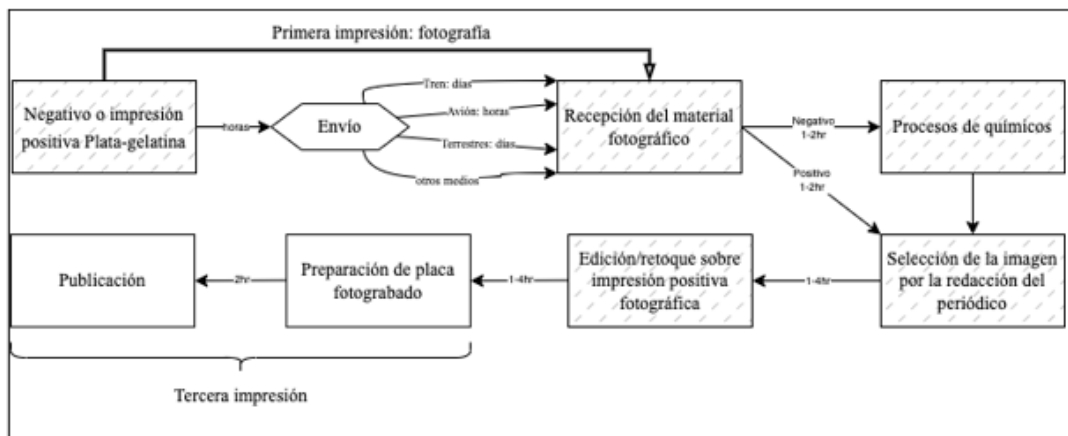 Primera impresión: fotografía
Negativo o impresión
positiva Plata-gelatina
horas
Envío
Tren: días
Avión: horas
Terrestres: días
otros medios
Recepción del material
fotográfico
Negativo
1-2hr
Positivo
1-2hr
Procesos de químicos
Selección de la imagen
por la redacción del
periódico
1-4hr
Edición/retoque sobre
impresión positiva
fotográfica
1-4hr
Preparación de placa
fotograbado
2hr
Publicación
Tercera impresión